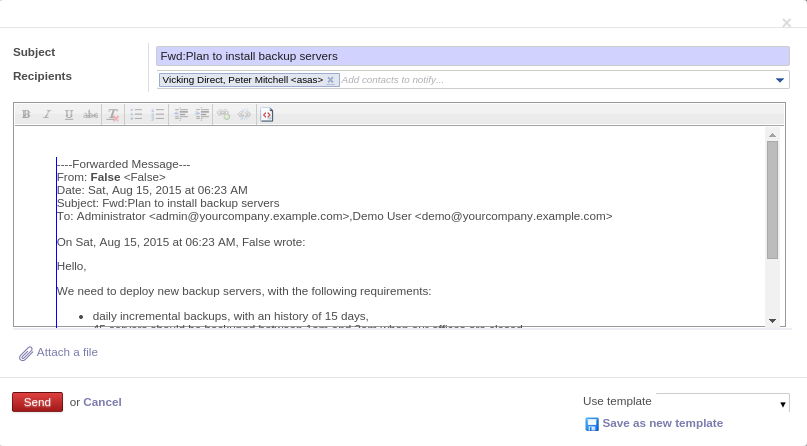 ×
Subject
Fwd:Plan to install backup servers
Recipients
Vicking Direct, Peter Mitchell <asas> × Add contacts to notify...
B I U abc T
----Forwarded Message---
From: False <False>
Date: Sat, Aug 15, 2015 at 06:23 AM
Subject: Fwd:Plan to install backup servers
To: Administrator <admin@yourcompany.example.com>,Demo User <demo@yourcompany.example.com>
On Sat, Aug 15, 2015 at 06:23 AM, False wrote:
Hello,
We need to deploy new backup servers, with the following requirements:
• daily incremental backups, with an history of 15 days,
Attach a file
Send or Cancel
Use template
Save as new template